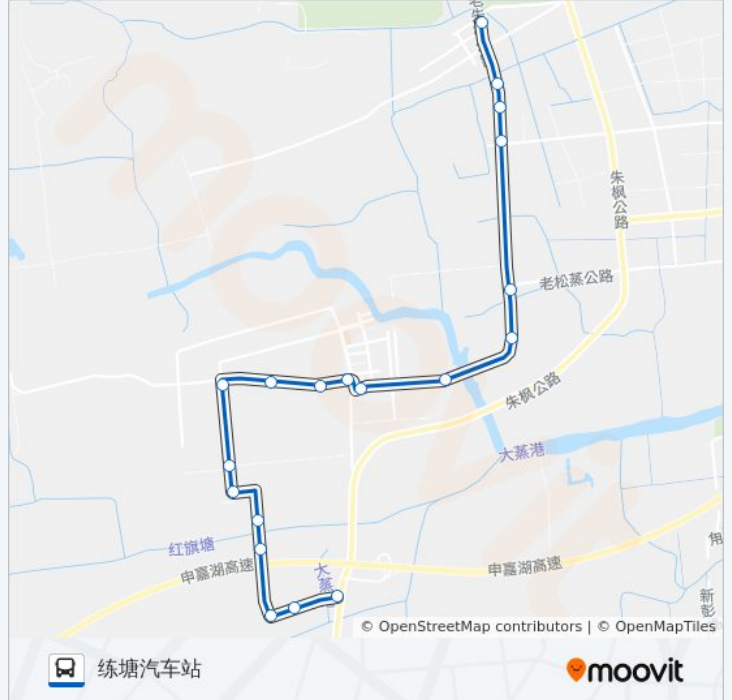 朱枫公路
老松蒸公路
朱枫公路
大蒸港
红旗塘
申嘉湖高速
申嘉湖高速
大蒸
新彭
© OpenStreetMap contributors | © OpenMapTiles
练塘汽车站
moovit